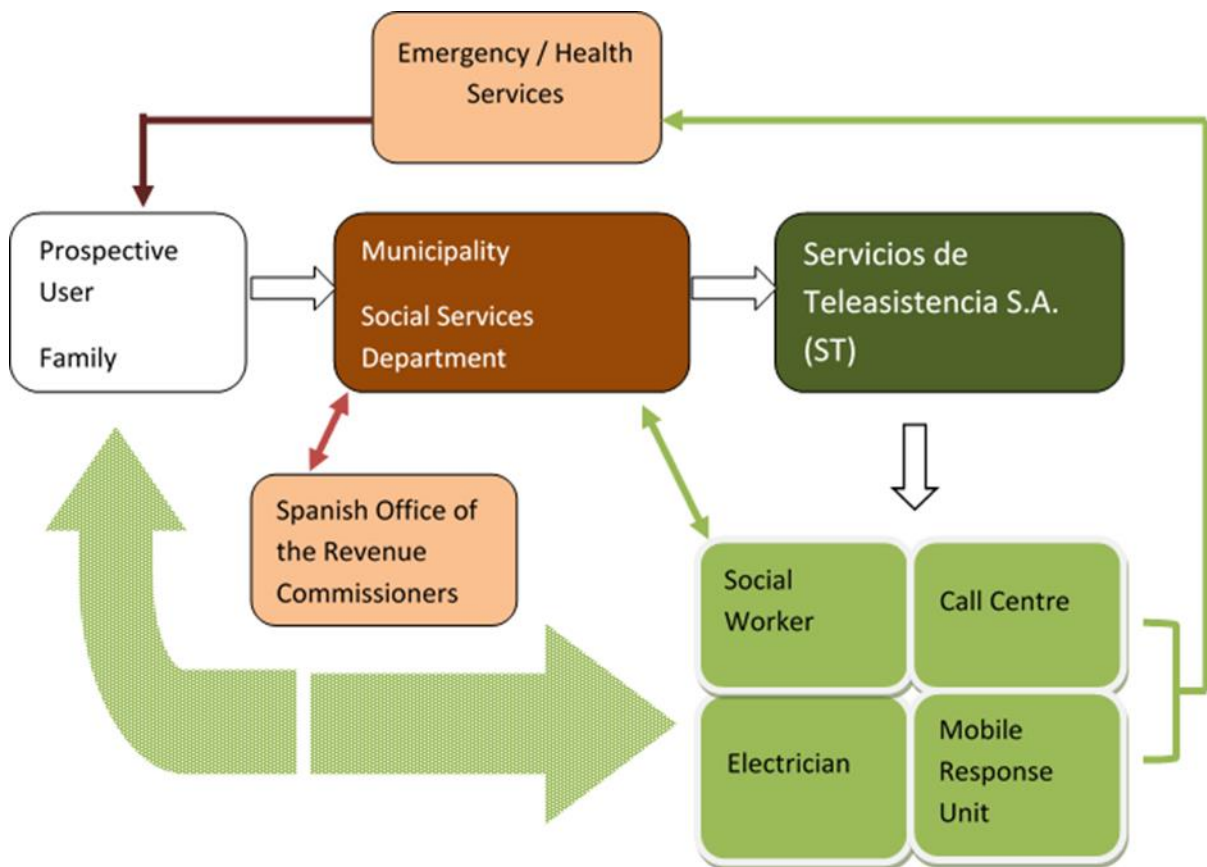 Emergency / Health
Services
Prospective
User
Family
Municipality
Social Services
Department
Servicios de
Teleasistencia S.A.
(ST)
Spanish Office of
the Revenue
Commissioners
Social
Worker
Call Centre
Electrician
Mobile
Response
Unit